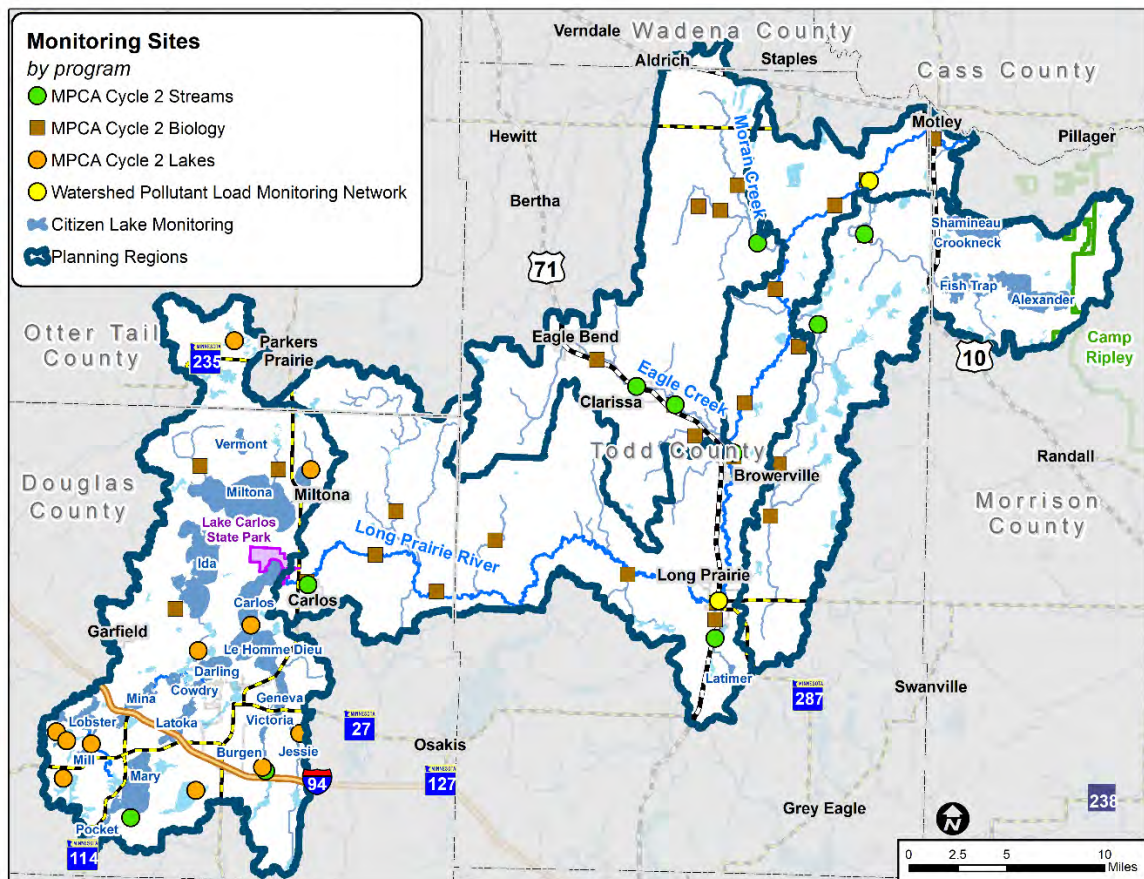 Monitoring Sites
by program
MPCA Cycle 2 Streams
MPCA Cycle 2 Biology
MPCA Cycle 2 Lakes
Watershed Pollutant Load Monitoring Network
Citizen Lake Monitoring
Planning Regions
Wadena County
Verndale
Aldrich
Staples
Cass County
Hewitt
Motley
Pillager
Moran Creek
Bertha
Shamineau
Crookneck
71
Fish Trap
Alexander
Otter Tail
County
MINNESOTA
235
Parkers
Prairie
Eagle Bend
Camp
Ripley
10
Eagle Creek
Clarissa
Vermont
Todd County
Randall
Browerville
Douglas
County
Miltona
Miltona
Morrison
County
Lake Carlos
State Park
Long Prairie River
Ida
Long Prairie
Carlos
Carlos
Garfield
Le Homme Dieu
Darling
Cowdry
Latimer
Swanville
Mina
Geneva
MINNESOTA
287
Lobster
Latoka
Victoria
MINNESOTA
27
Osakis
Mill
Burgen
Jessie
94
MINNESOTA
127
Mary
Grey Eagle
238
Pocket
MINNESOTA
114
N
0 2.5 5 10
Miles